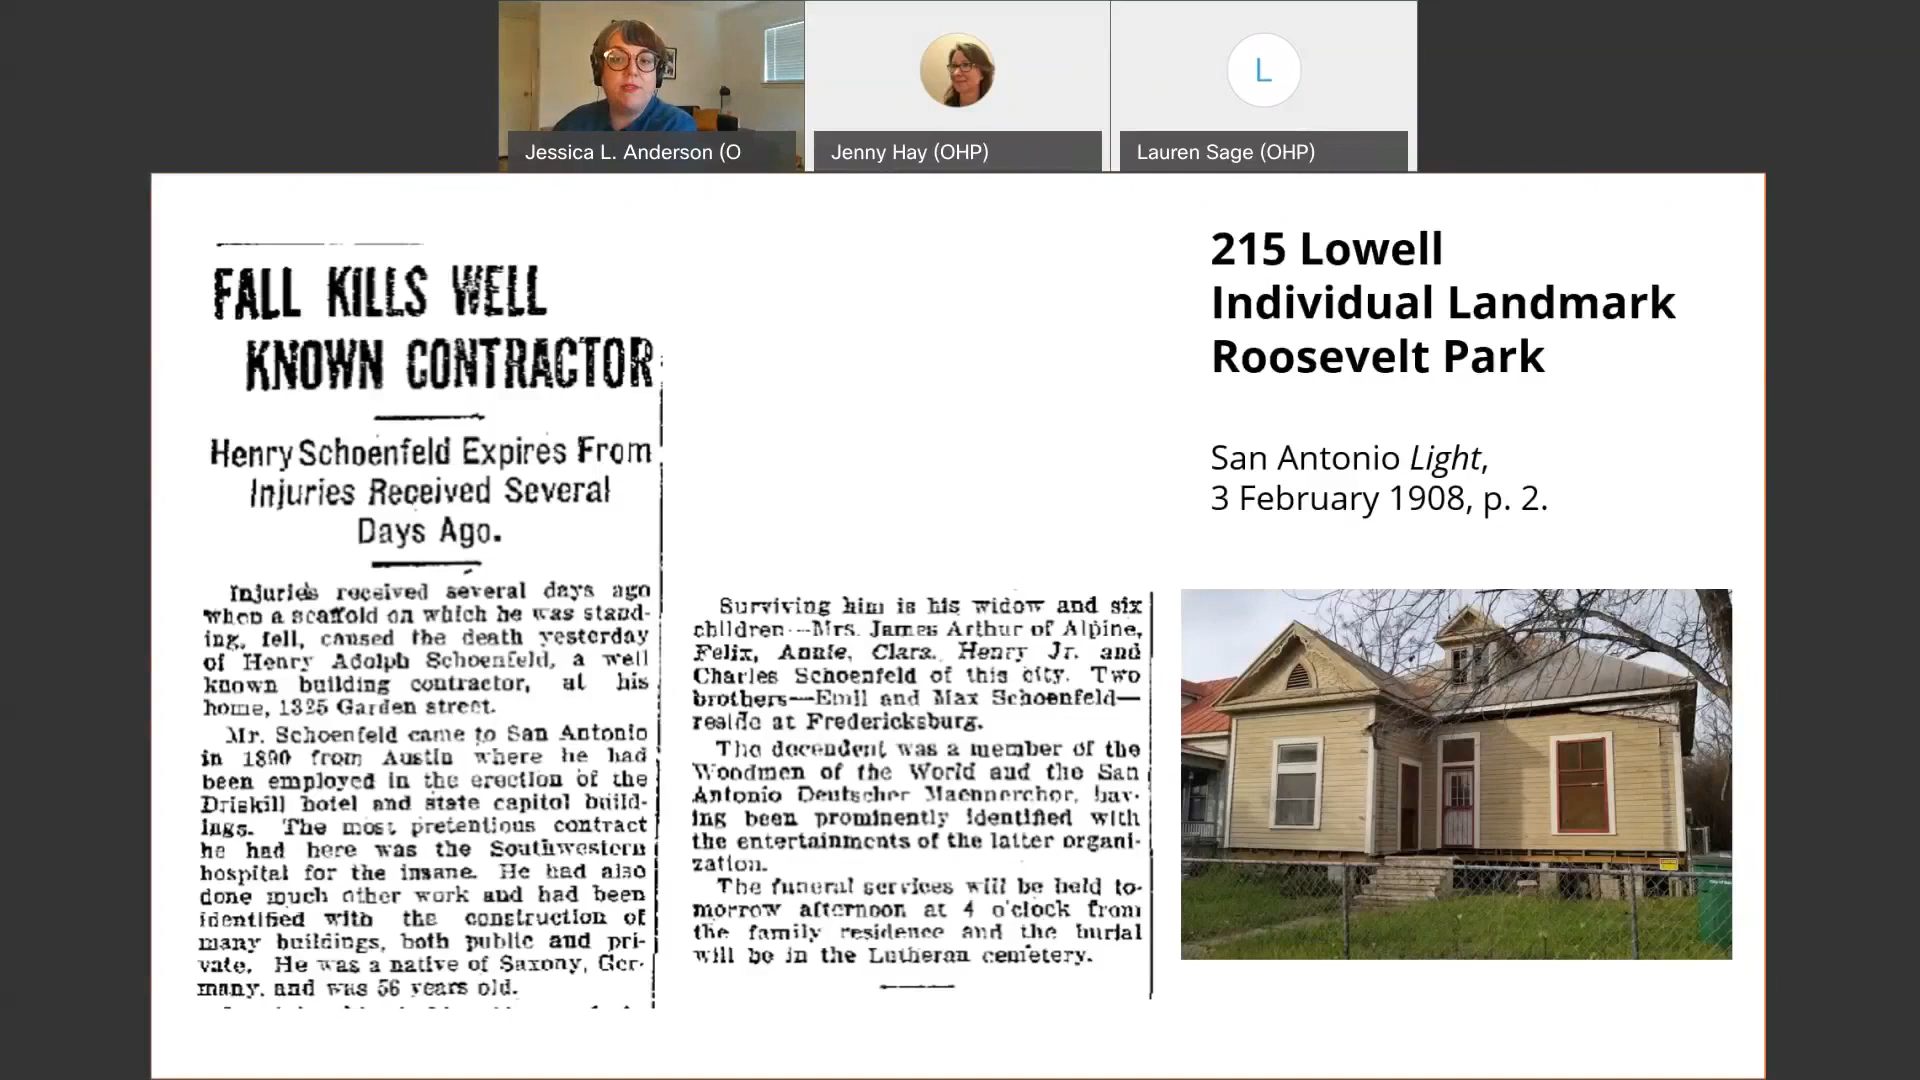 Jessica L. Anderson (O
Jenny Hay (OHP)
L
Lauren Sage (OHP)
FALL KILLS WELL
KNOWN CONTRACTOR
Henry Schoenfeld Expires From
Injuries Received Several
Days Ago.
Injuries received several days ago
when a scaffold on which he was stand-
ing, fell, caused the death yesterday
of Henry Adolph Schoenfeld, a well
known building contractor, at his
home, 1325 Garden street.
Mr. Schoenfeld came to San Antonio
in 1890 from Austin where he had
been employed in the erection of the
Driskill hotel and state capitol build-
ings. The most pretentious contract
he had here was the Southwestern
hospital for the insane. He had also
done much other work and had been
identified with the construction of
many buildings, both public and pri-
vate. He was a native of Saxony, Ger-
many, and was 56 years old.
Surviving him is his widow and six
children--Mrs. James Arthur of Alpine,
Felix, Annie, Clara, Henry Jr. and
Charles Schoenfeld of this city. Two
brothers—Emil and Max Schoenfeld—
reside at Fredericksburg.
The decendent was a member of the
Woodmen of the World and the San
Antonio Deutscher Maennerchor, hav-
ing been prominently identified with
the entertainments of the latter organi-
zation.
The funeral services will be held to-
morrow afternoon at 4 o'clock from
the family residence and the burial
will be in the Lutheran cemetery.
215 Lowell
Individual Landmark
Roosevelt Park
San Antonio Light,
3 February 1908, p. 2.